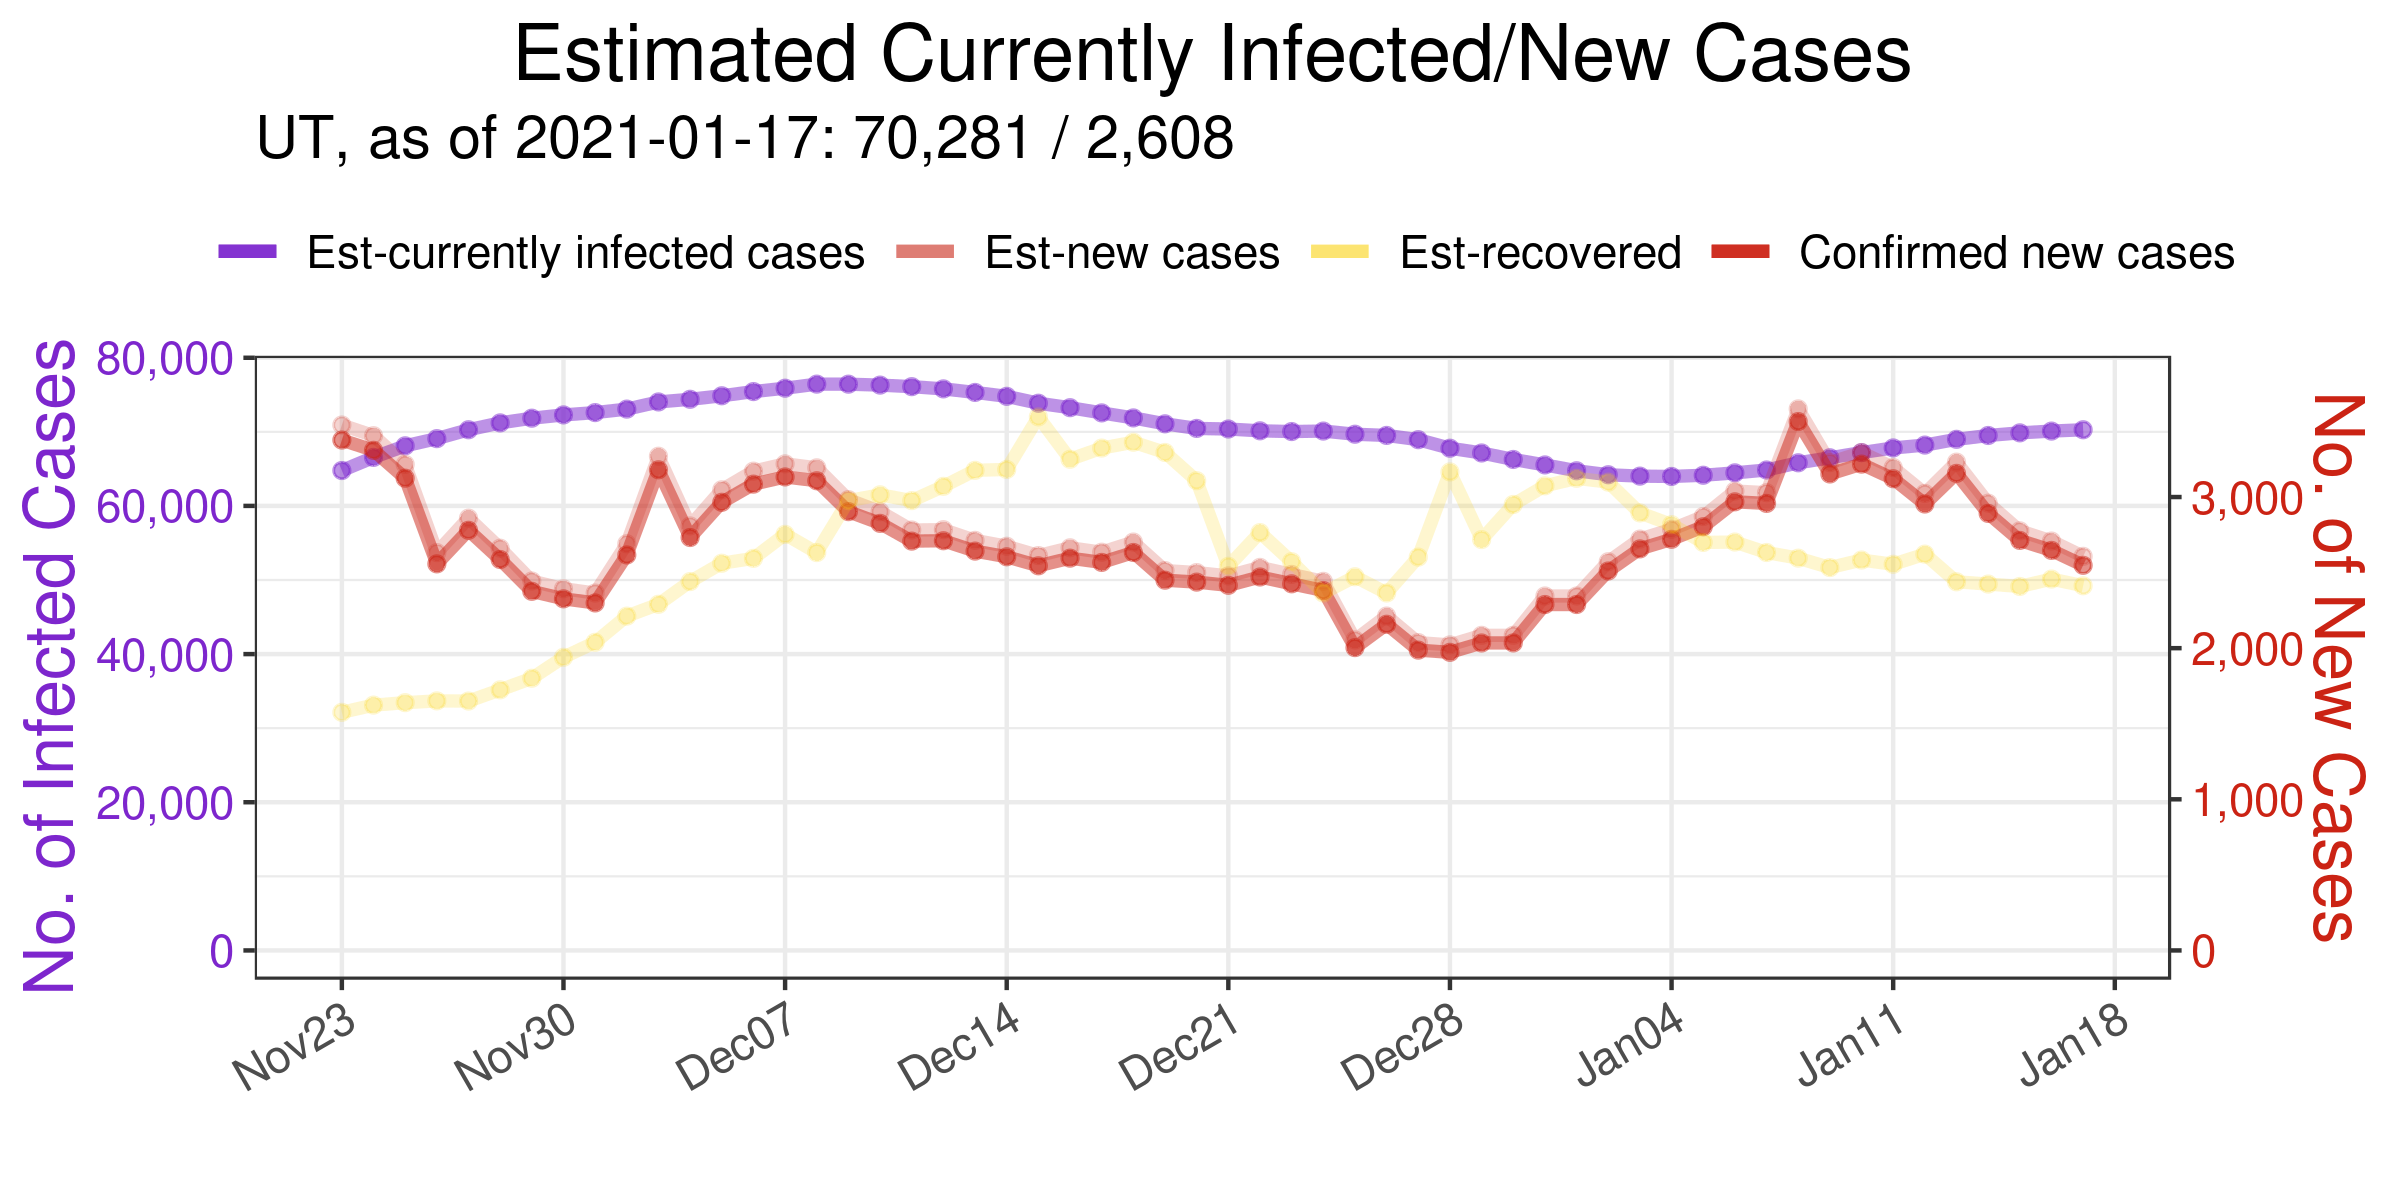 Estimated Currently Infected/New Cases
UT, as of 2021-01-17: 70,281 / 2,608
Est-currently infected cases Est-new cases Est-recovered Confirmed new cases
No. of Infected Cases
80,000
60,000
40,000
20,000
0
3,000
2,000
1,000
0
No. of New Cases
Nov23 Nov30 Dec07 Dec14 Dec21 Dec28 Jan04 Jan11 Jan18